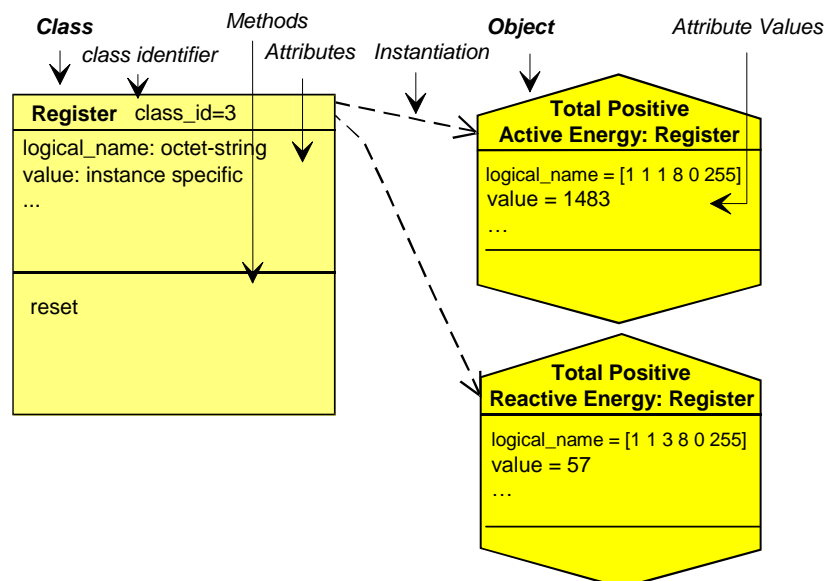 Class
class identifier
Methods
Attributes
Instantiation
Object
Attribute Values
Register class_id=3
logical_name: octet-string
value: instance specific
...
reset
Total Positive
Active Energy: Register
logical_name = [1 1 1 8 0 255]
value = 1483
…
Total Positive
Reactive Energy: Register
logical_name = [1 1 3 8 0 255]
value = 57
…